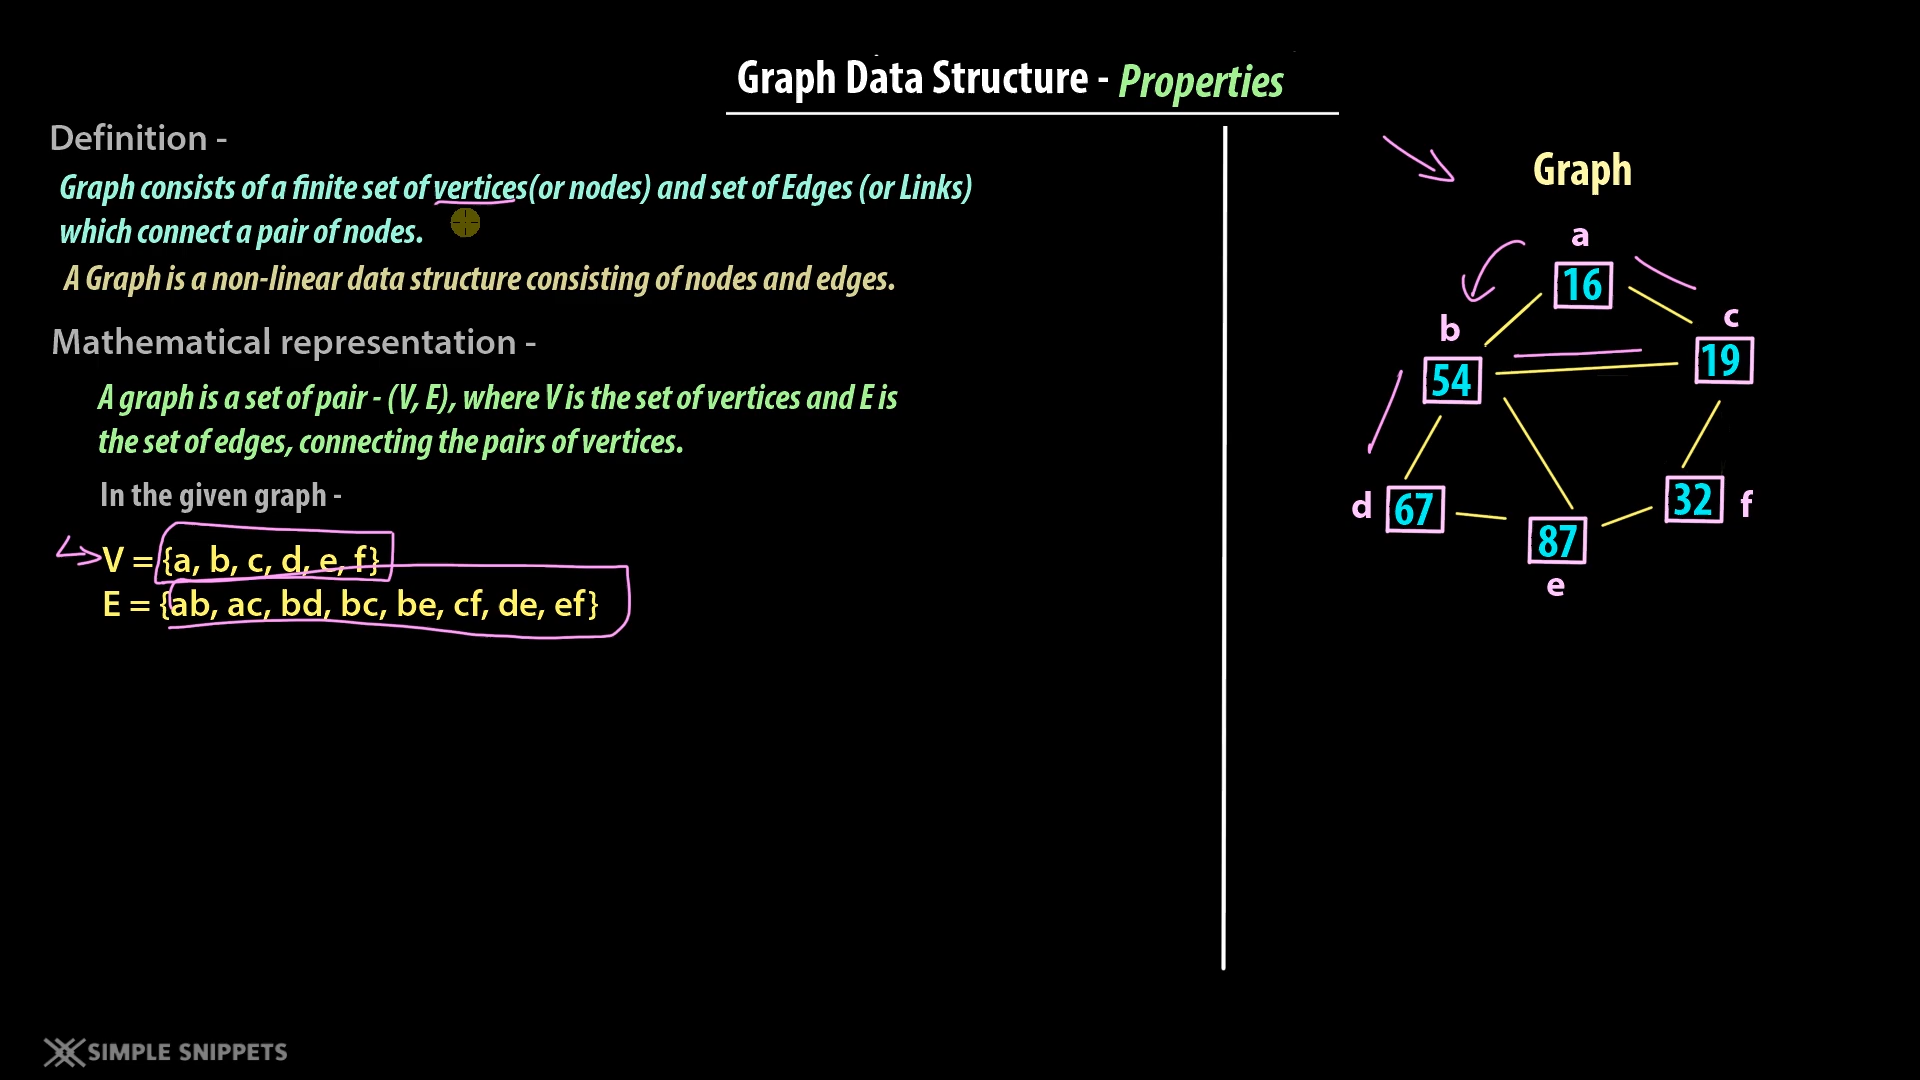 Graph Data Structure - Properties
Definition -
Graph consists of a finite set of vertices(or nodes) and set of Edges (or Links)
which connect a pair of nodes.
A Graph is a non-linear data structure consisting of nodes and edges.
Mathematical representation -
A graph is a set of pair - (V, E), where V is the set of vertices and E is
the set of edges, connecting the pairs of vertices.
In the given graph -
V = {a, b, c, d, e, f}
E = {ab, ac, bd, bc, be, cf, de, ef}
Graph
a
16
b
c
54
19
d
67
32
f
87
e
SIMPLE SNIPPETS